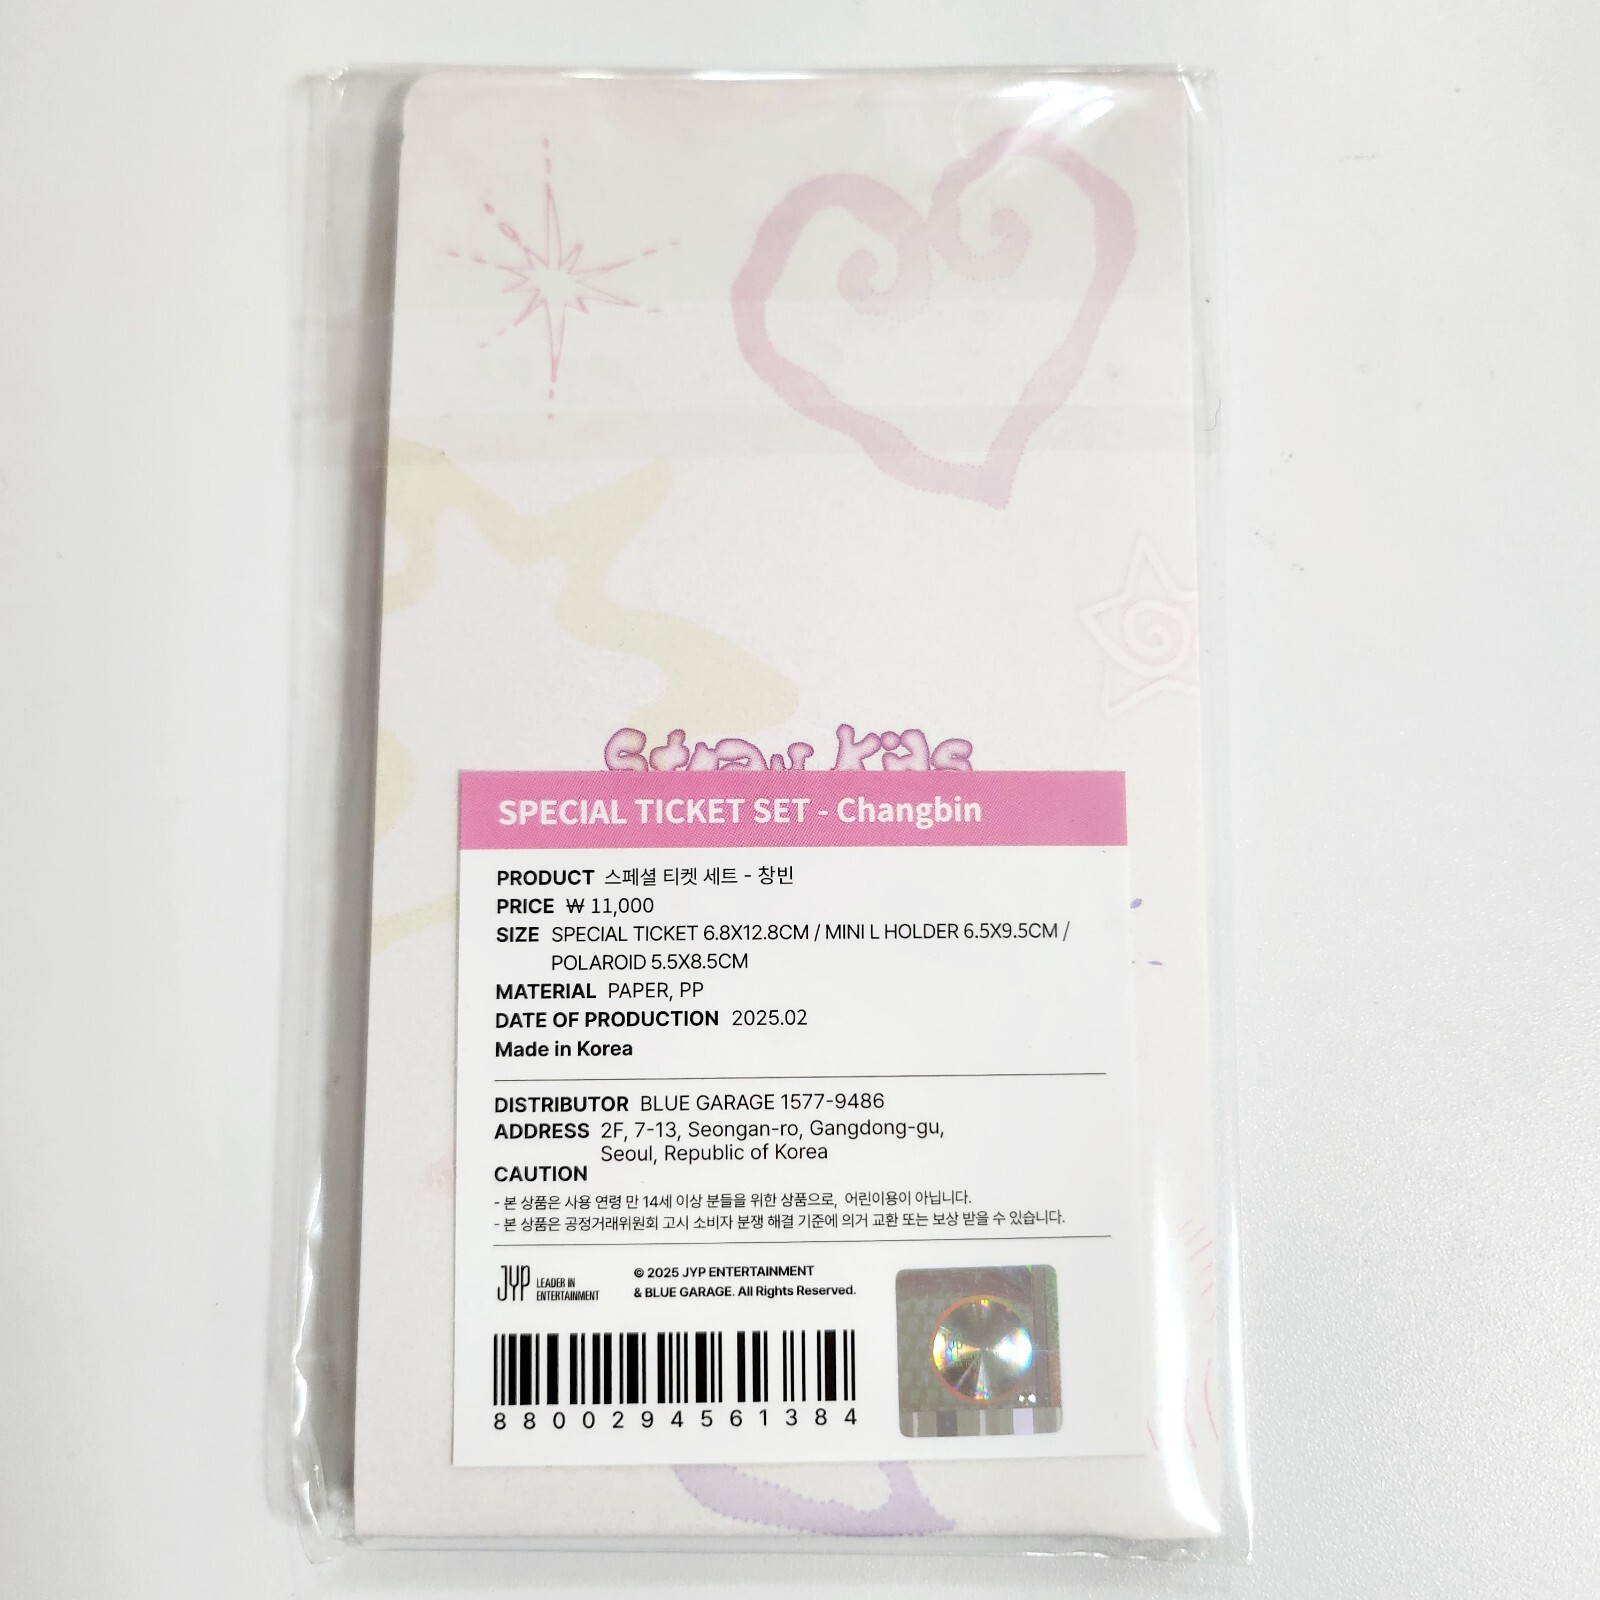 Stray Kids
SPECIAL TICKET SET - Changbin
PRODUCT 스페셜 티켓 세트 - 창빈
PRICE ₩ 11,000
SIZE SPECIAL TICKET 6.8X12.8CM / MINI L HOLDER 6.5X9.5CM /
POLAROID 5.5X8.5CM
MATERIAL PAPER, PP
DATE OF PRODUCTION 2025.02
Made in Korea
DISTRIBUTOR BLUE GARAGE 1577-9486
ADDRESS 2F, 7-13, Seongan-ro, Gangdong-gu,
Seoul, Republic of Korea
CAUTION
- 본 상품은 사용 연령 만 14세 이상 분들을 위한 상품으로, 어린이용이 아닙니다.
- 본 상품은 공정거래위원회 고시 소비자 분쟁 해결 기준에 의거 교환 또는 보상 받을 수 있습니다.
JYP LEADER IN
ENTERTAINMENT
© 2025 JYP ENTERTAINMENT
& BLUE GARAGE. All Rights Reserved.
8800294561384